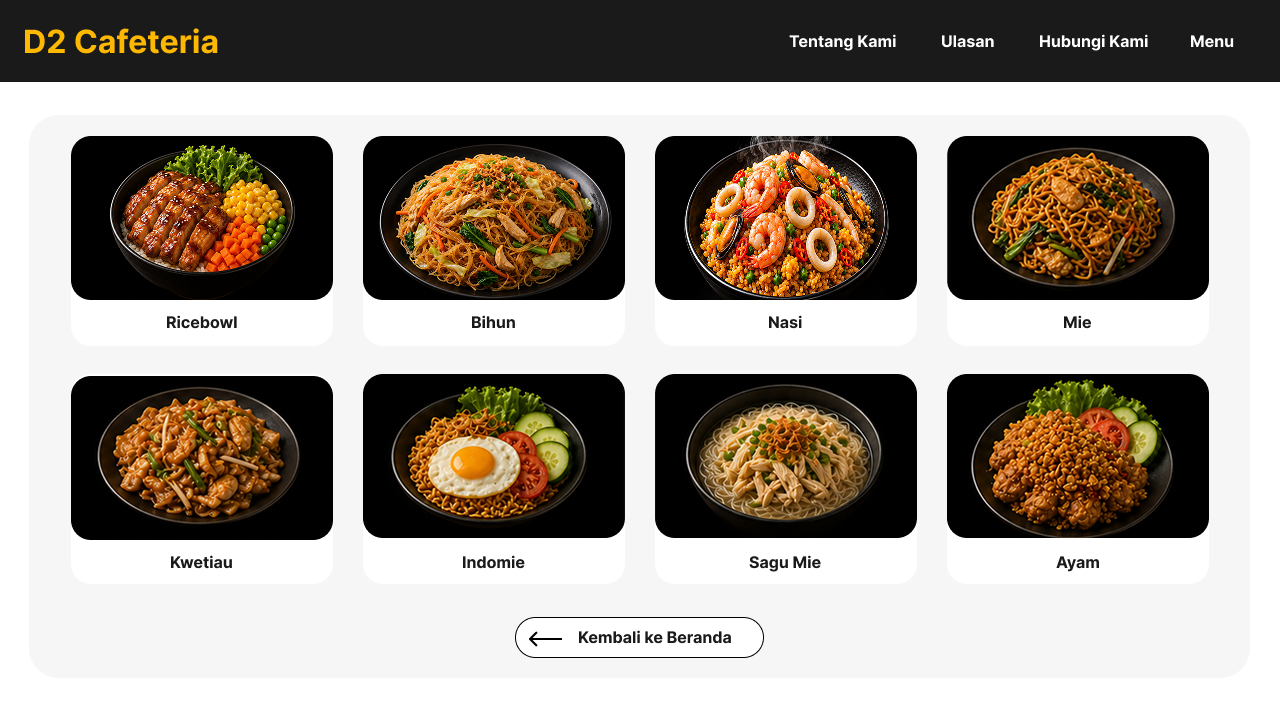 D2 Cafeteria
Tentang Kami
Ulasan
Hubungi Kami
Menu
Ricebowl
Bihun
Nasi
Mie
Kwetiau
Indomie
Sagu Mie
Ayam
Kembali ke Beranda